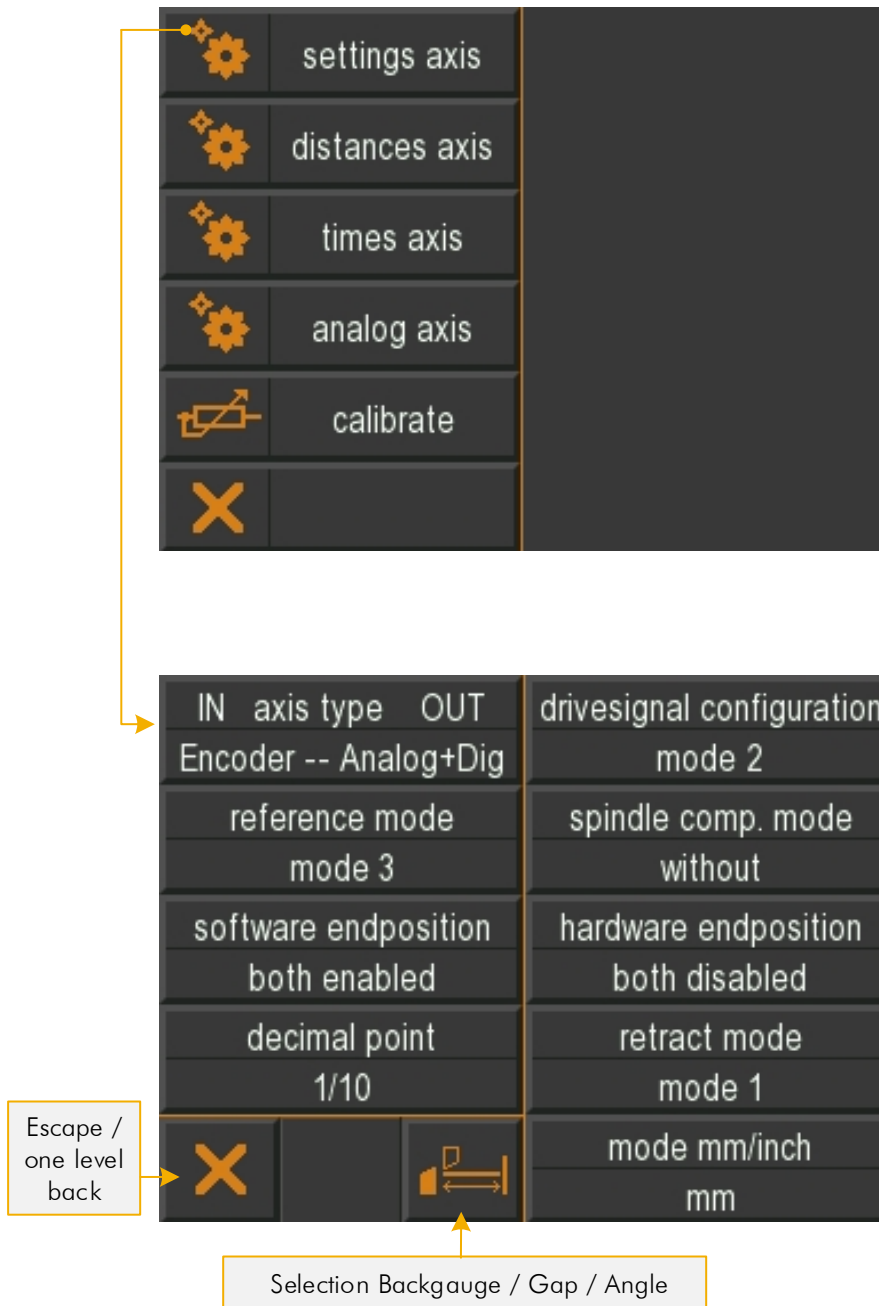 settings axis
distances axis
times axis
analog axis
calibrate
IN axis type OUT
Encoder -- Analog+Dig
reference mode
mode 3
software endposition
both enabled
decimal point
1/10
drivesignal configuration
mode 2
spindle comp. mode
without
hardware endposition
both disabled
retract mode
mode 1
mode mm/inch
mm
Escape /
one level
back
Selection Backgauge / Gap / Angle